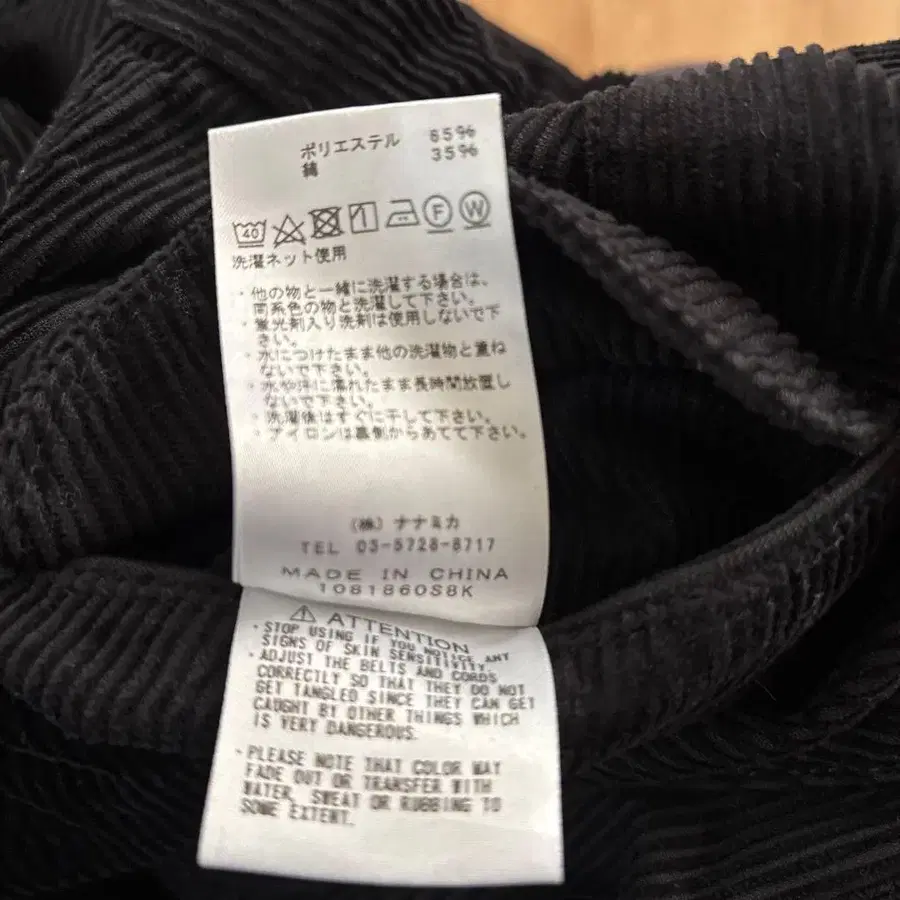 ポリエステル 65%
綿 35%
40 F W
洗濯ネット使用
・他の物と一緒に洗濯する場合は、
同系色の物と洗濯して下さい。
・蛍光剤入り洗剤は使用しないで下
さい。
・水につけたまま他の洗濯物と重ね
ないで下さい。
・水や汗に濡れたまま長時間放置し
ないで下さい。
・洗濯後はすぐに干して下さい。
・アイロンは裏側からあてて下さい。
(株) ナナミカ
TEL 03-5728-8717
MADE IN CHINA
1081860S8K
⚠ ATTENTION
・STOP USING IF YOU NOTICE ANY
SIGNS OF SKIN SENSITIVITY.
・ADJUST THE BELTS AND CORDS
CORRECTLY SO THAT THEY DO NOT
GET TANGLED SINCE THEY CAN GET
CAUGHT BY OTHER THINGS WHICH
IS VERY DANGEROUS.
・PLEASE NOTE THAT COLOR MAY
FADE OUT OR TRANSFER WITH
WATER, SWEAT OR RUBBING TO
SOME EXTENT.